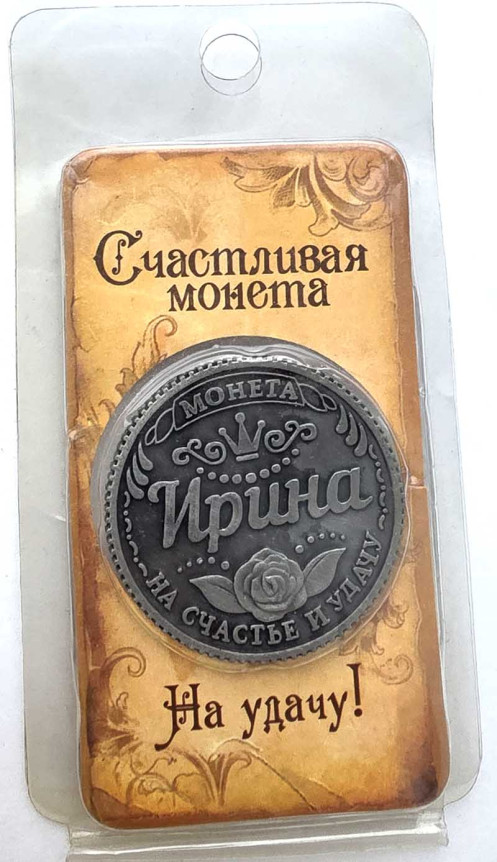 Счастливая
монета
МОНЕТА
Ирина
НА СЧАСТЬЕ И УДАЧУ
На удачу!